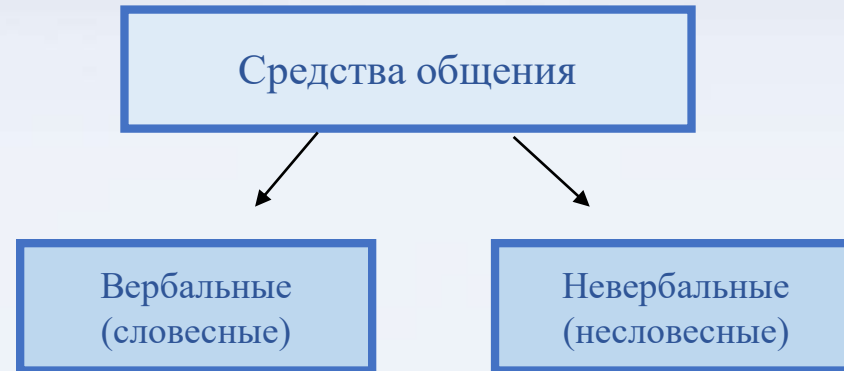 Средства общения
Вербальные
(словесные)
Невербальные
(несловесные)